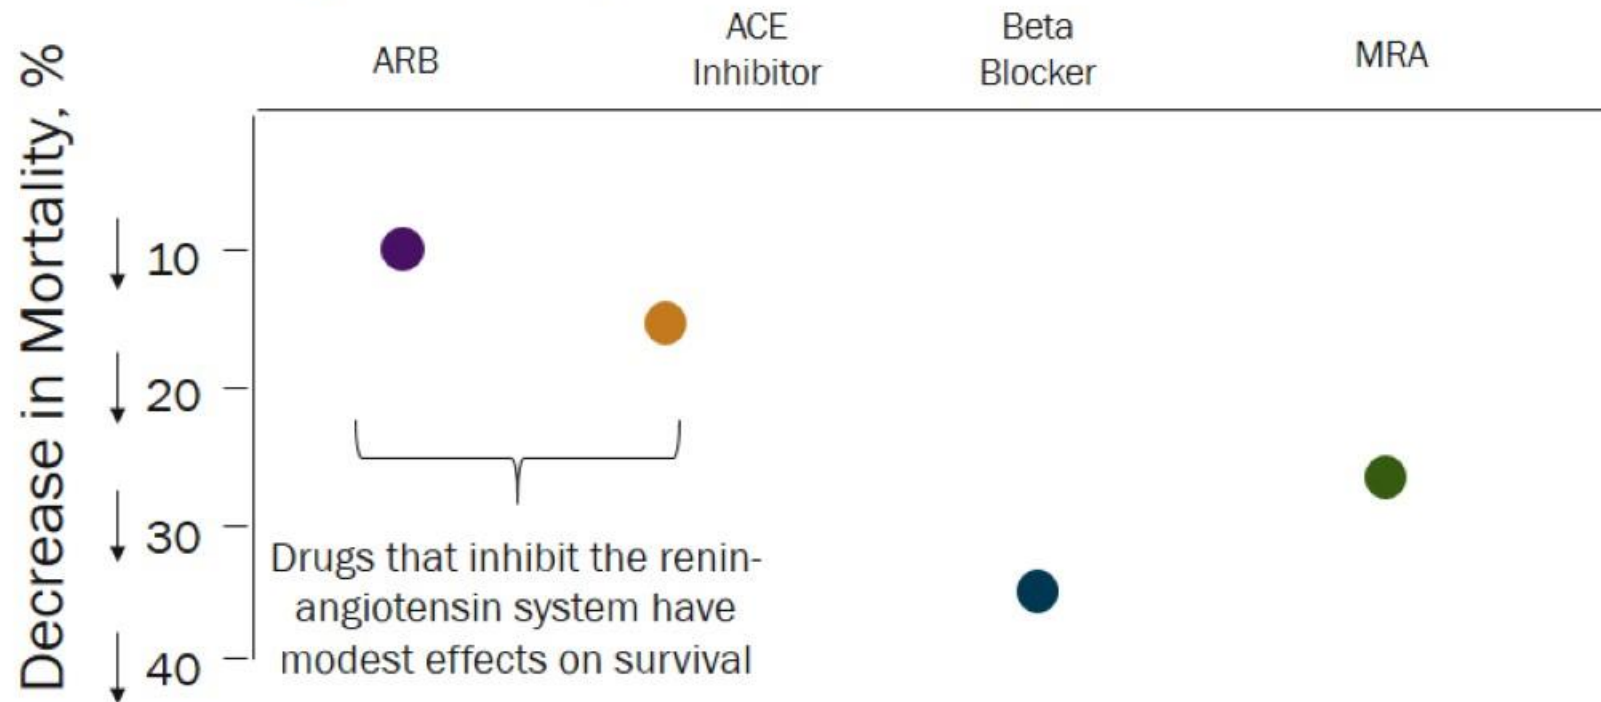 ARB
ACE
Inhibitor
Beta
Blocker
MRA
Decrease in Mortality, %
10
20
30
40
Drugs that inhibit the renin-
angiotensin system have
modest effects on survival